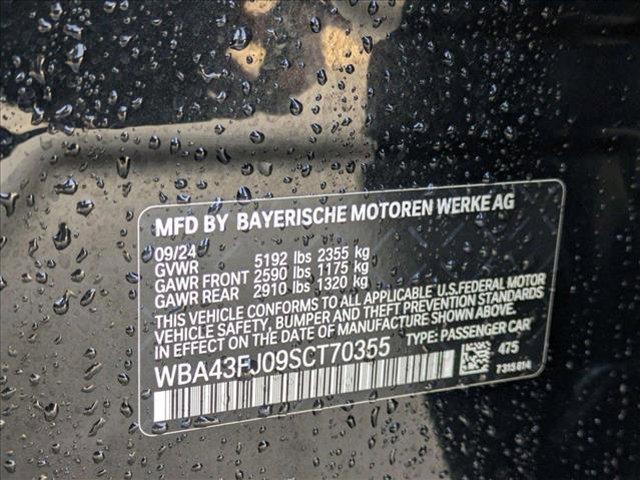 MFD BY BAYERISCHE MOTOREN WERKE AG
09/24
GVWR 5192 lbs 2355 kg
GAWR FRONT 2590 lbs 1175 kg
GAWR REAR 2910 lbs 1320 kg
THIS VEHICLE CONFORMS TO ALL APPLICABLE U.S.FEDERAL MOTOR
VEHICLE SAFETY, BUMPER AND THEFT PREVENTION STANDARDS
IN EFFECT ON THE DATE OF MANUFACTURE SHOWN ABOVE.
TYPE: PASSENGER CAR
WBA43FJ09SCT70355
475
7315614